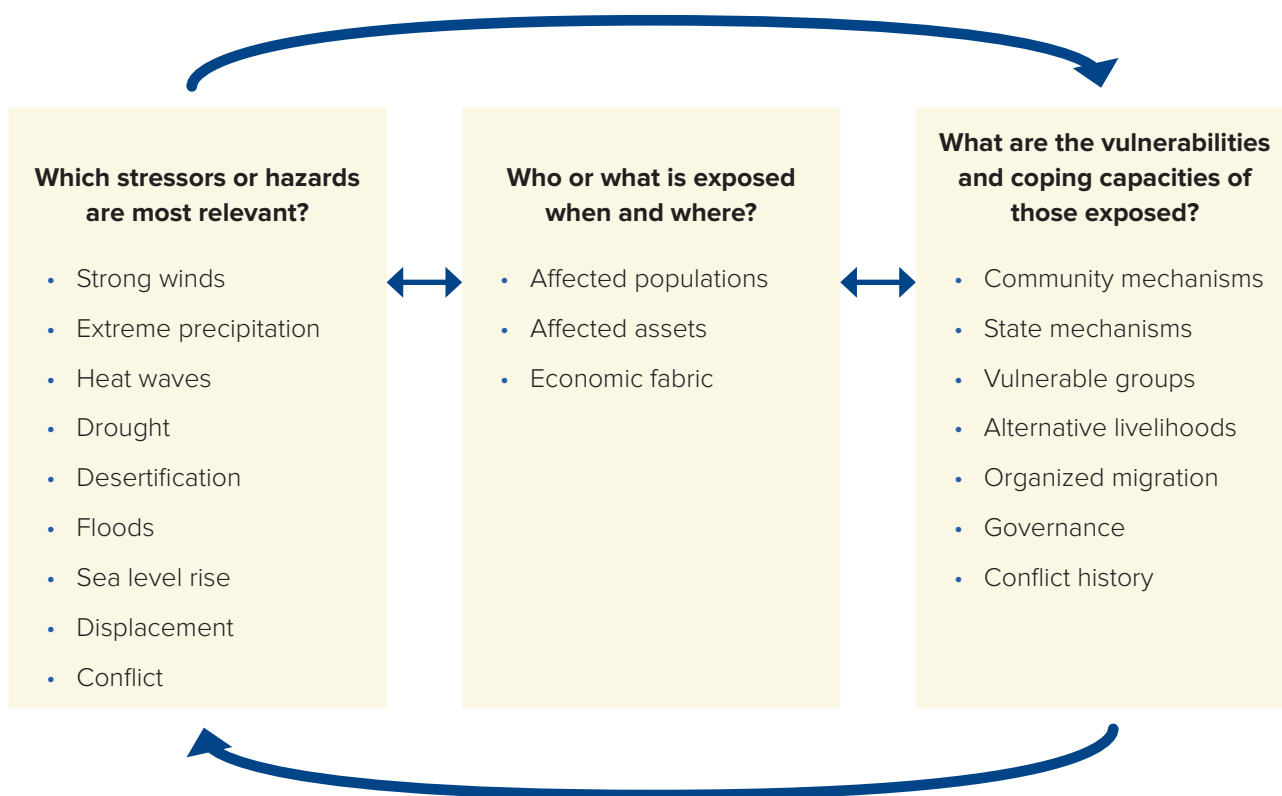 Which stressors or hazards
are most relevant?
• Strong winds
• Extreme precipitation
• Heat waves
• Drought
• Desertification
• Floods
• Sea level rise
• Displacement
• Conflict
Who or what is exposed
when and where?
• Affected populations
• Affected assets
• Economic fabric
What are the vulnerabilities
and coping capacities of
those exposed?
• Community mechanisms
• State mechanisms
• Vulnerable groups
• Alternative livelihoods
• Organized migration
• Governance
• Conflict history